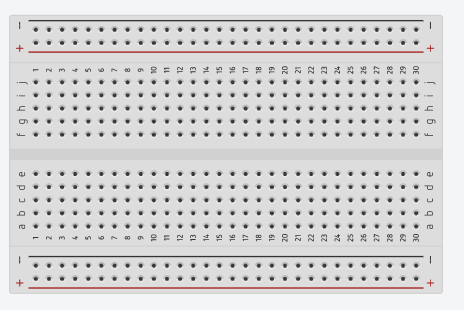 − −
+ +
1 2 3 4 5 6 7 8 9 10 11 12 13 14 15 16 17 18 19 20 21 22 23 24 25 26 27 28 29 30
j j
i i
h h
g g
f f
e e
d d
c c
b b
a a
1 2 3 4 5 6 7 8 9 10 11 12 13 14 15 16 17 18 19 20 21 22 23 24 25 26 27 28 29 30
− −
+ +